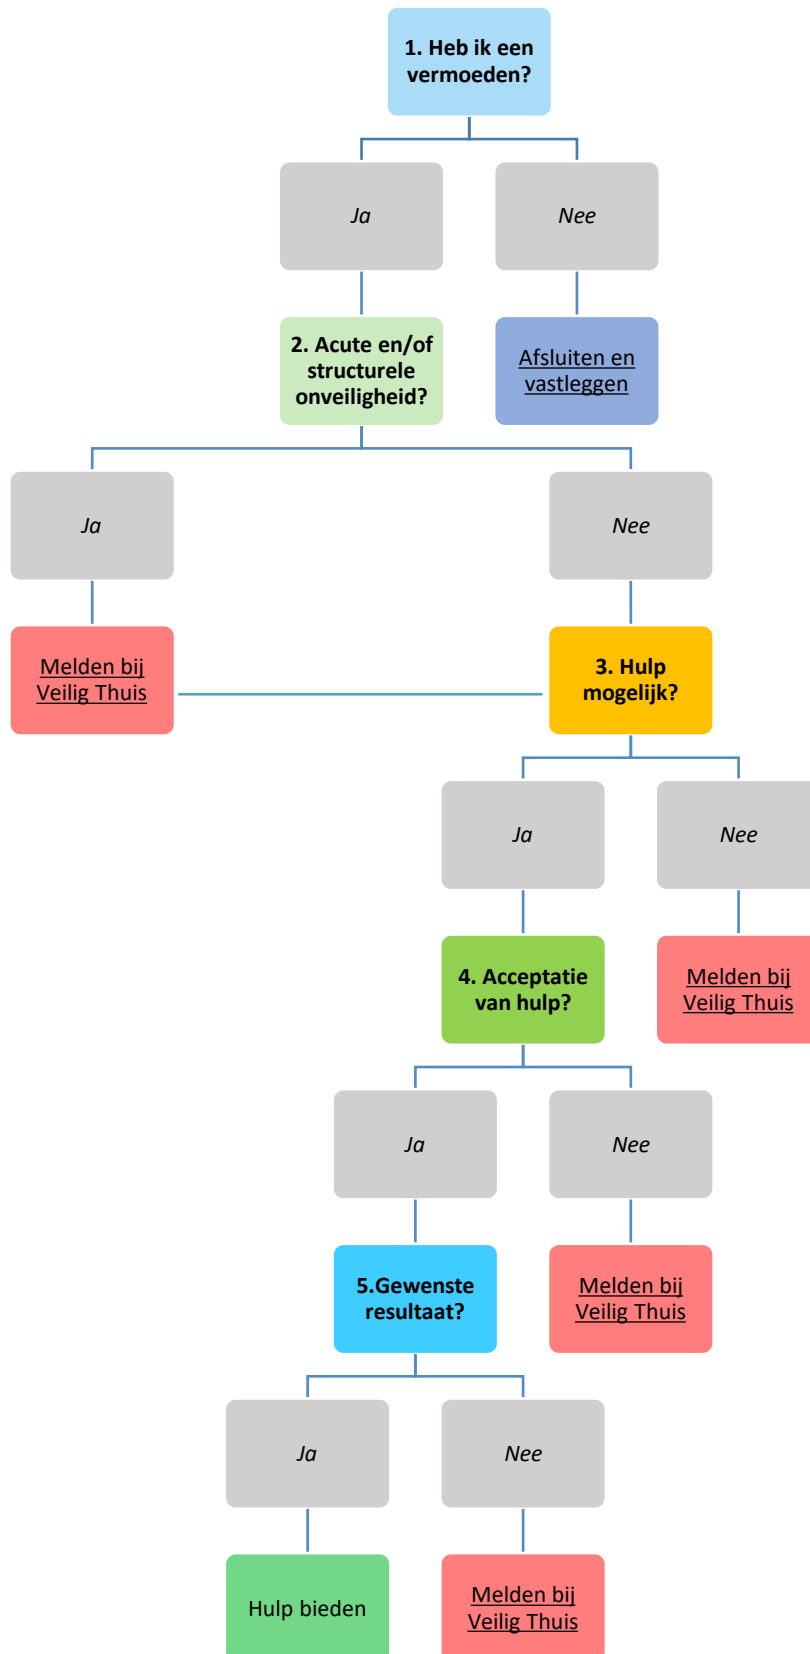 1. Heb ik een
vermoeden?
Ja
Nee
2. Acute en/of
structurele
onveiligheid?
Afsluiten en
vastleggen
Ja
Nee
Melden bij
Veilig Thuis
3. Hulp
mogelijk?
Ja
Nee
4. Acceptatie
van hulp?
Melden bij
Veilig Thuis
Ja
Nee
5.Gewenste
resultaat?
Melden bij
Veilig Thuis
Ja
Nee
Hulp bieden
Melden bij
Veilig Thuis